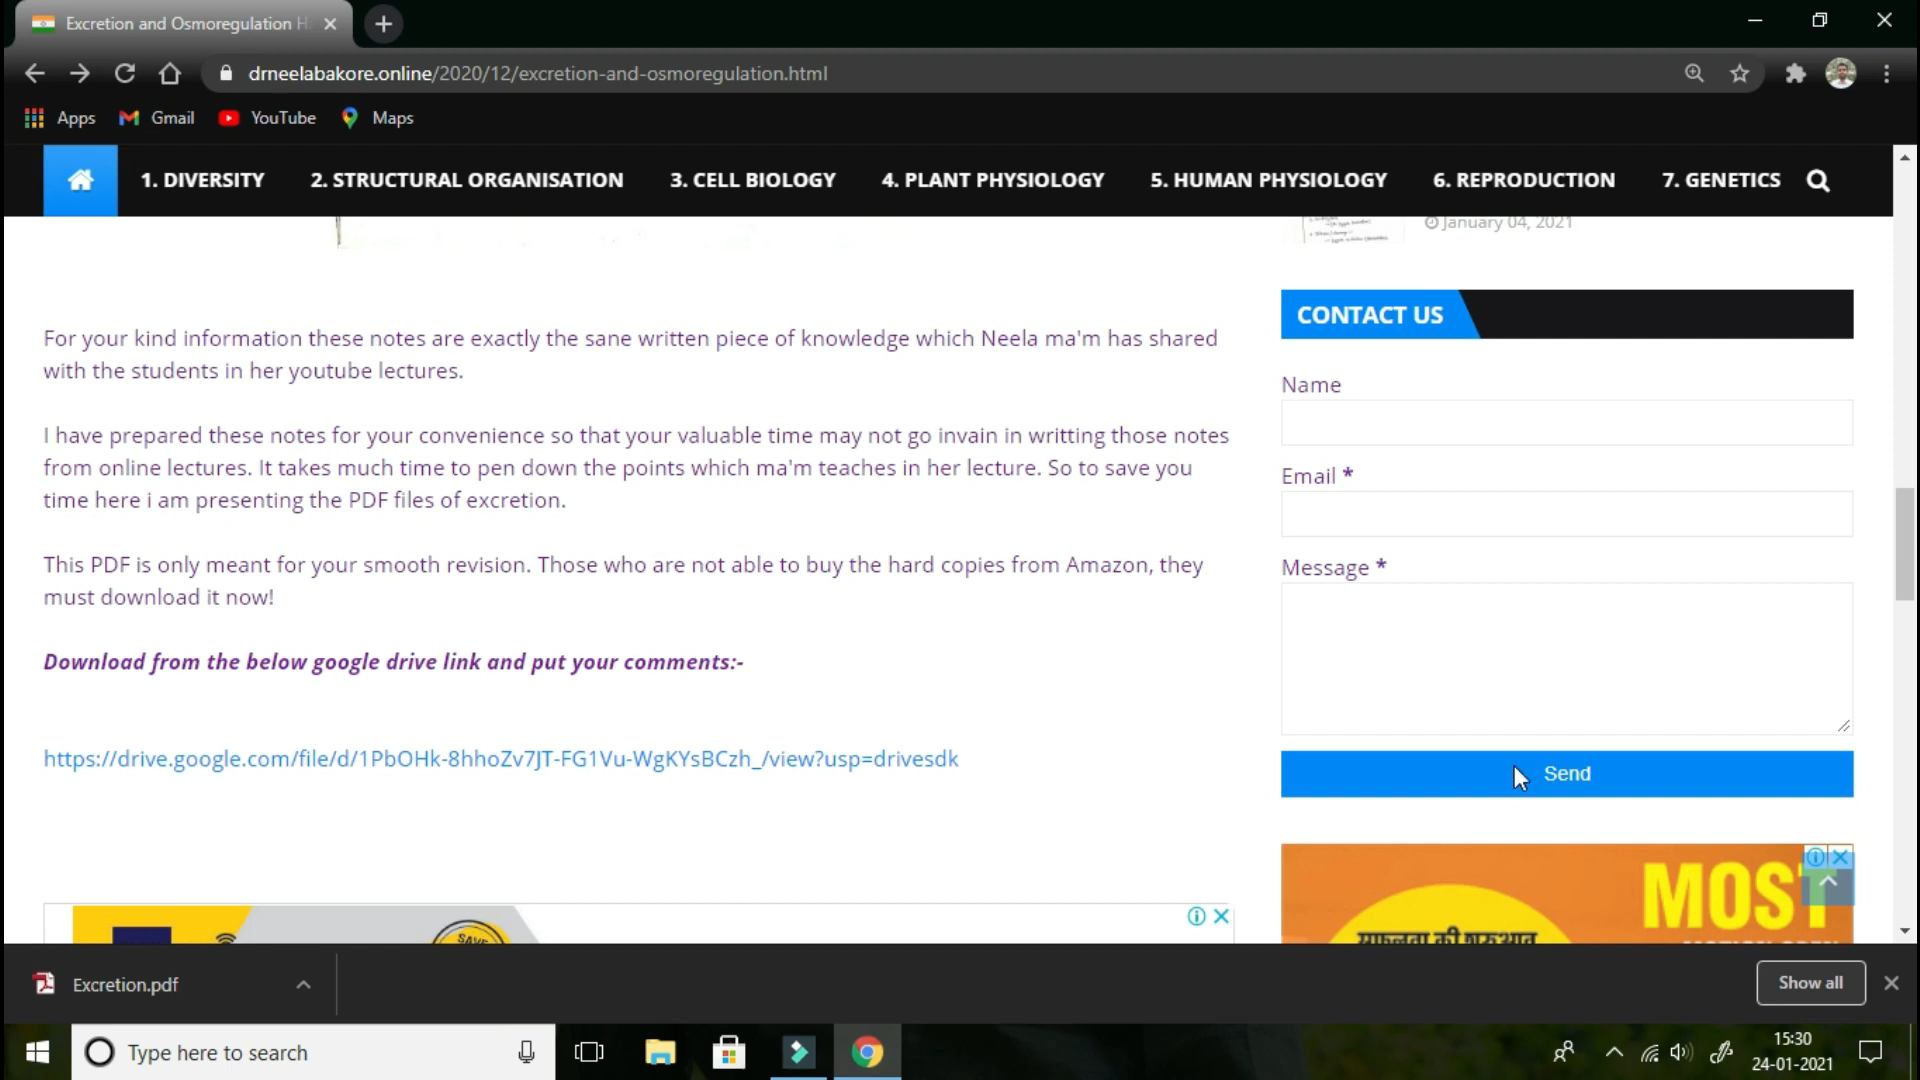 Excretion and Osmoregulation H
drneelabakore.online/2020/12/excretion-and-osmoregulation.html
Apps Gmail YouTube Maps
1. DIVERSITY 2. STRUCTURAL ORGANISATION 3. CELL BIOLOGY 4. PLANT PHYSIOLOGY 5. HUMAN PHYSIOLOGY 6. REPRODUCTION 7. GENETICS
January 04, 2021
For your kind information these notes are exactly the sane written piece of knowledge which Neela ma'm has shared
with the students in her youtube lectures.
I have prepared these notes for your convenience so that your valuable time may not go invain in writting those notes
from online lectures. It takes much time to pen down the points which ma'm teaches in her lecture. So to save you
time here i am presenting the PDF files of excretion.
This PDF is only meant for your smooth revision. Those who are not able to buy the hard copies from Amazon, they
must download it now!
Download from the below google drive link and put your comments:-
https://drive.google.com/file/d/1PbOHk-8hhoZv7JT-FG1Vu-WgKYsBCzh_/view?usp=drivesdk
CONTACT US
Name
Email *
Message *
Send
MOST
सफलता की शुरुआत
SAVE
Excretion.pdf
Show all
Type here to search
15:30
24-01-2021